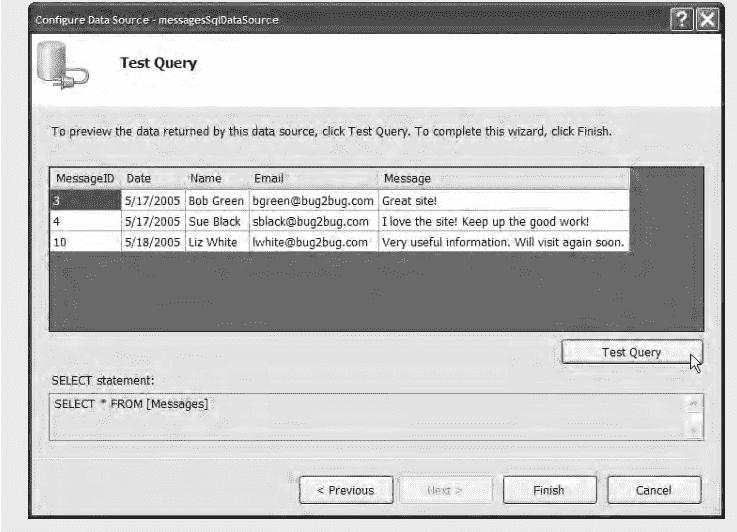 Configure Data Source - messagesSqlDataSource
Test Query
To preview the data returned by this data source, click Test Query. To complete this wizard, click Finish.
MessageID Date Name Email Message
3 5/17/2005 Bob Green bgreen@bug2bug.com Great site!
4 5/17/2005 Sue Black sblack@bug2bug.com I love the site! Keep up the good work!
10 5/18/2005 Liz White lwhite@bug2bug.com Very useful information. Will visit again soon.
Test Query
SELECT statement:
SELECT * FROM [Messages]
< Previous Next > Finish Cancel